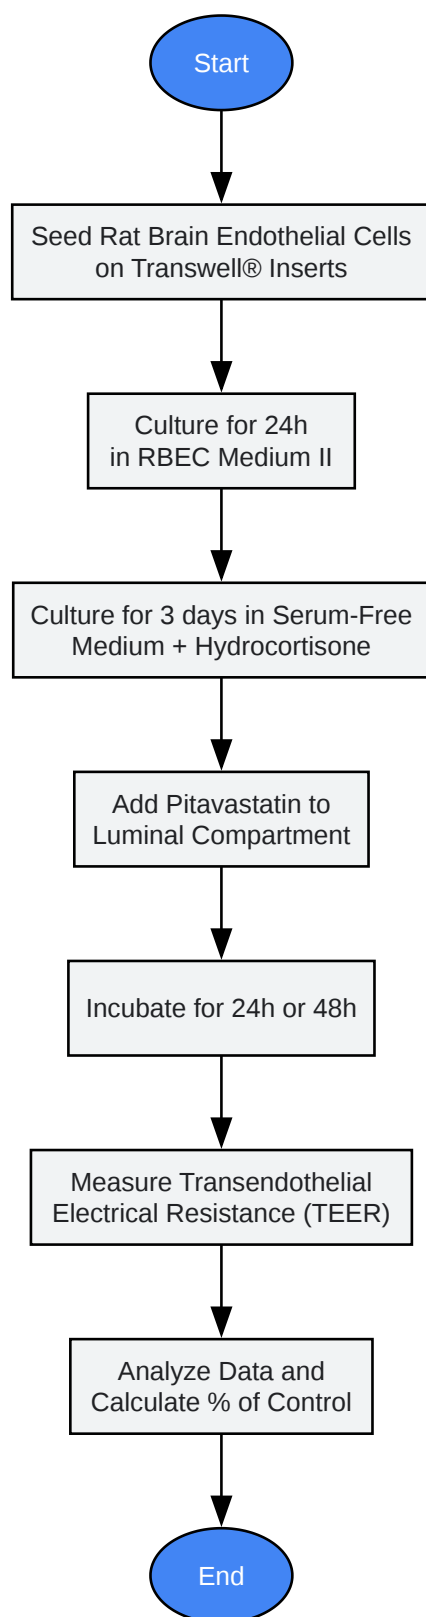 Start
Seed Rat Brain Endothelial Cells
on Transwell® Inserts
Culture for 24h
in RBEC Medium II
Culture for 3 days in Serum-Free
Medium + Hydrocortisone
Add Pitavastatin to
Luminal Compartment
Incubate for 24h or 48h
Measure Transendothelial
Electrical Resistance (TEER)
Analyze Data and
Calculate % of Control
End